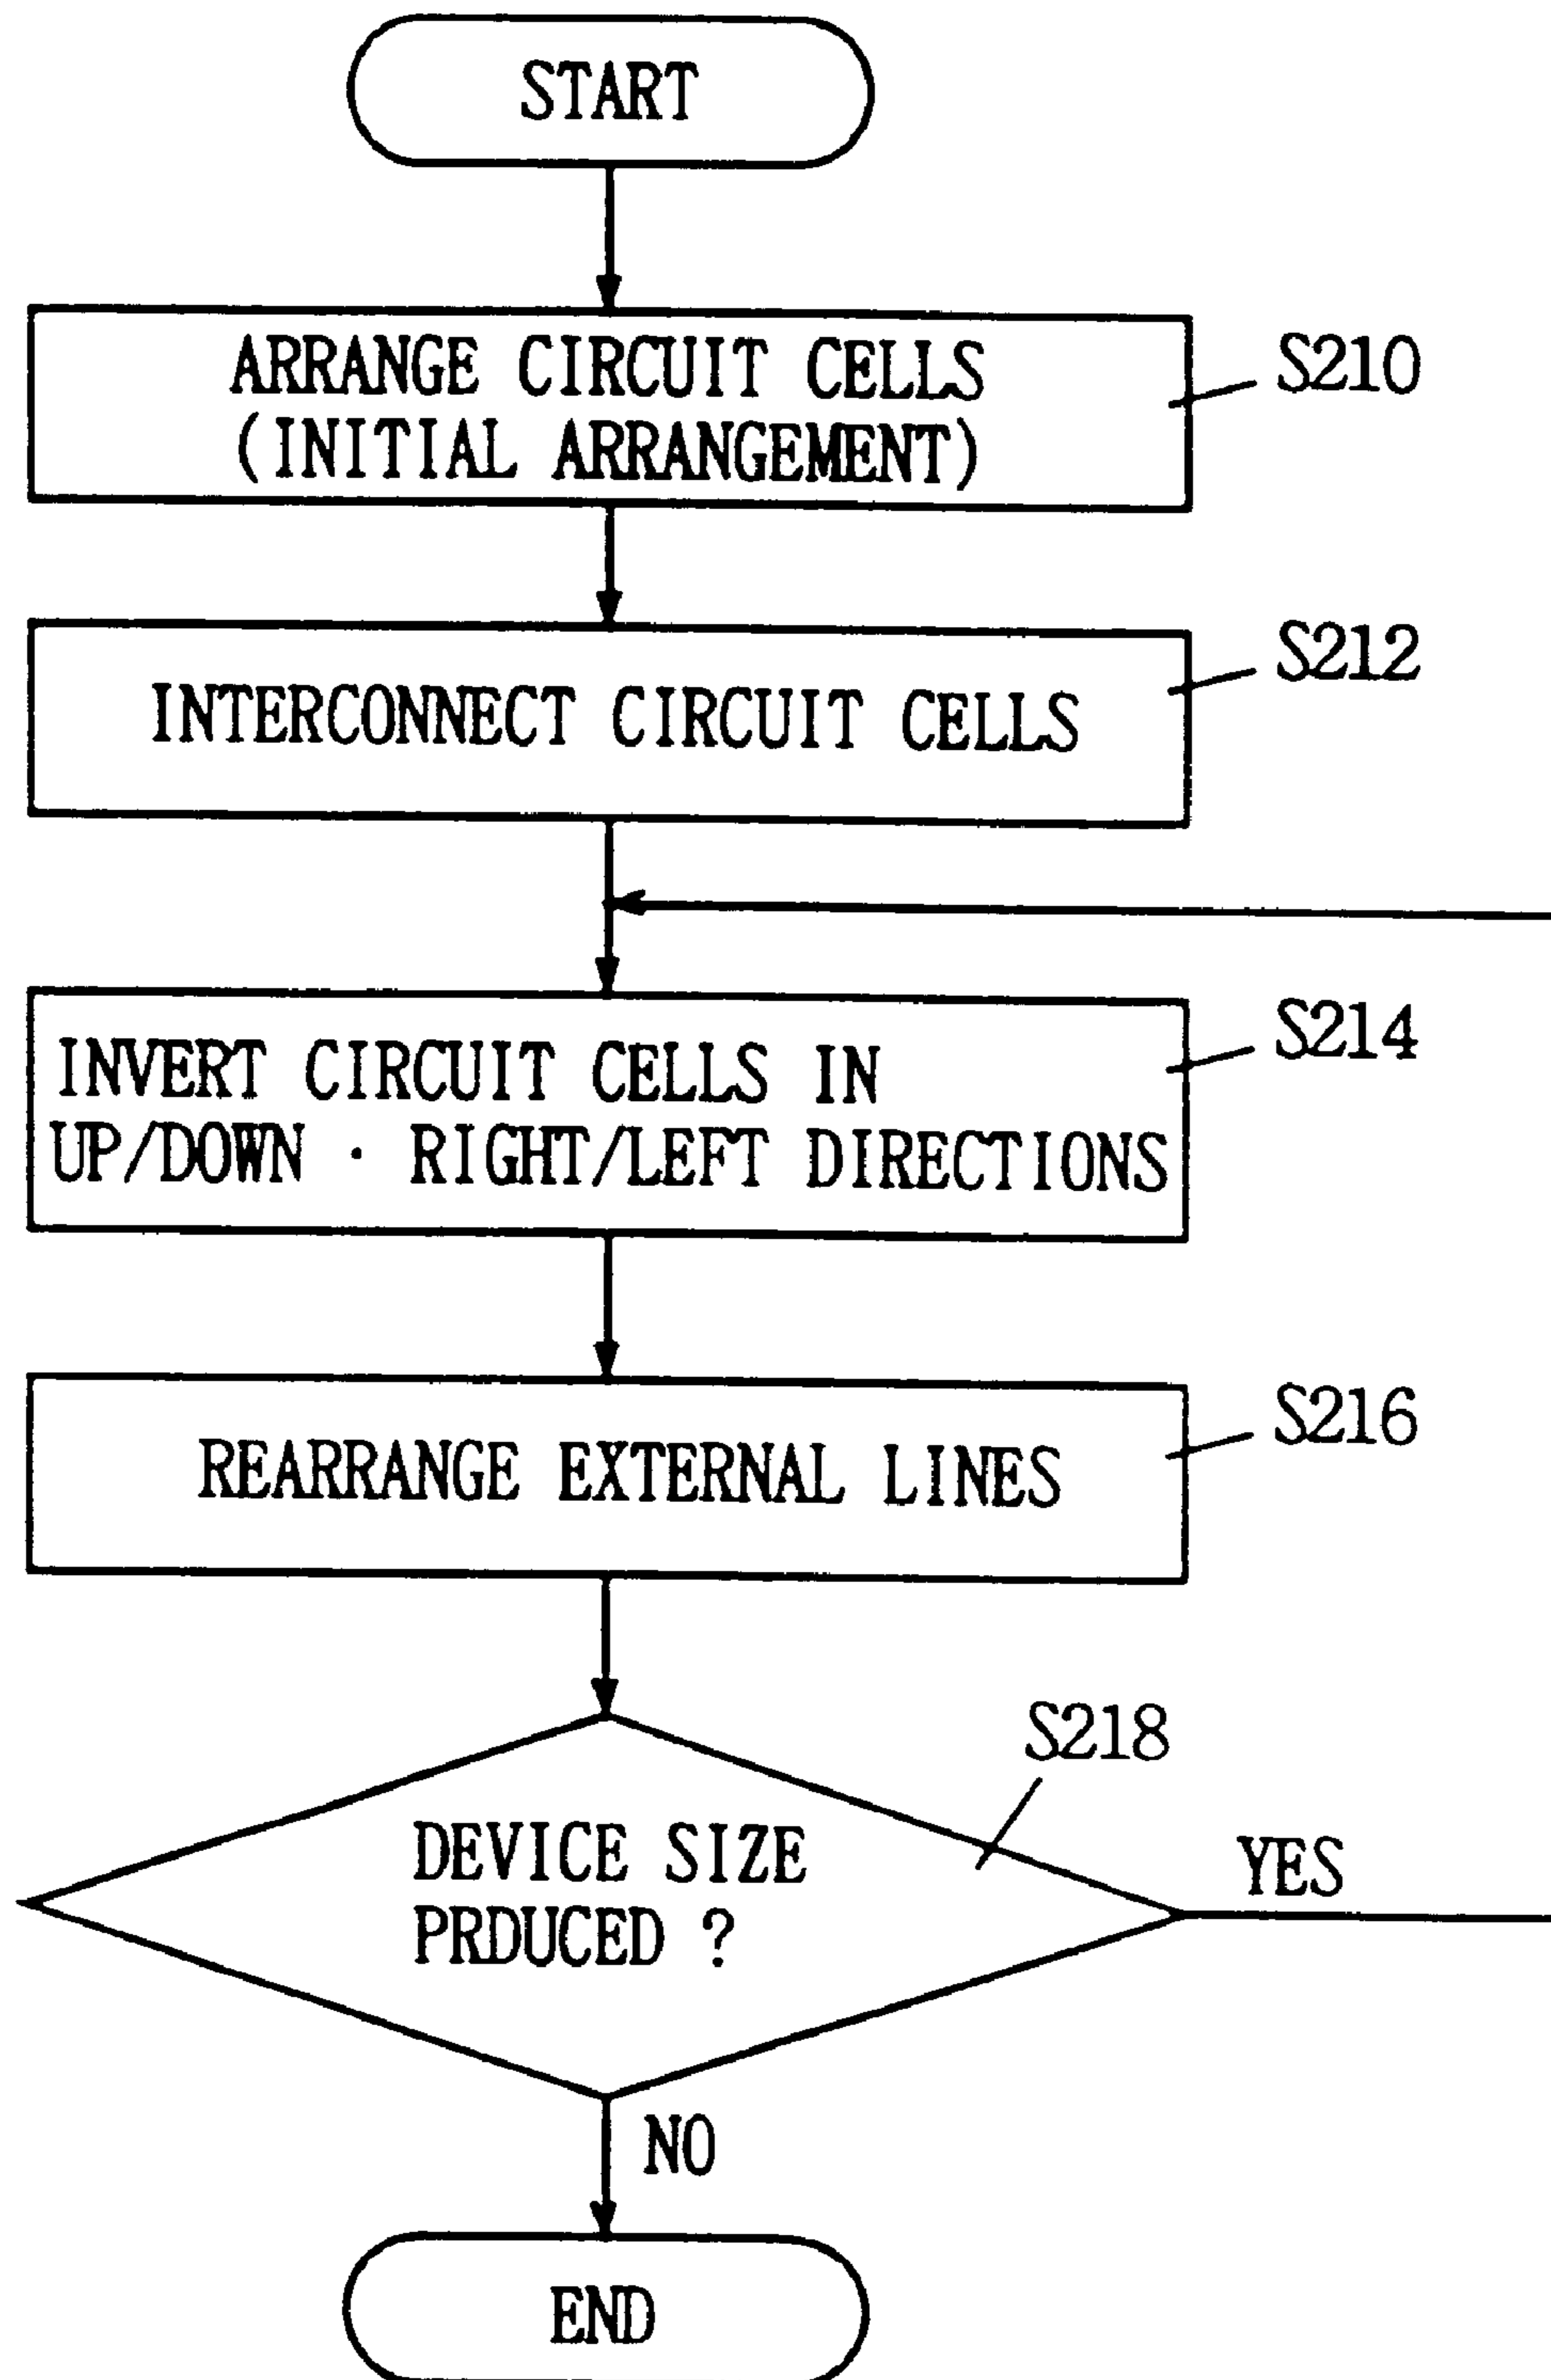 START
ARRANGE CIRCUIT CELLS
(INITIAL ARRANGEMENT)
S210
INTERCONNECT CIRCUIT CELLS
S212
INVERT CIRCUIT CELLS IN
UP/DOWN · RIGHT/LEFT DIRECTIONS
S214
REARRANGE EXTERNAL LINES
S216
S218
DEVICE SIZE
PRDUCED ?
YES
NO
END